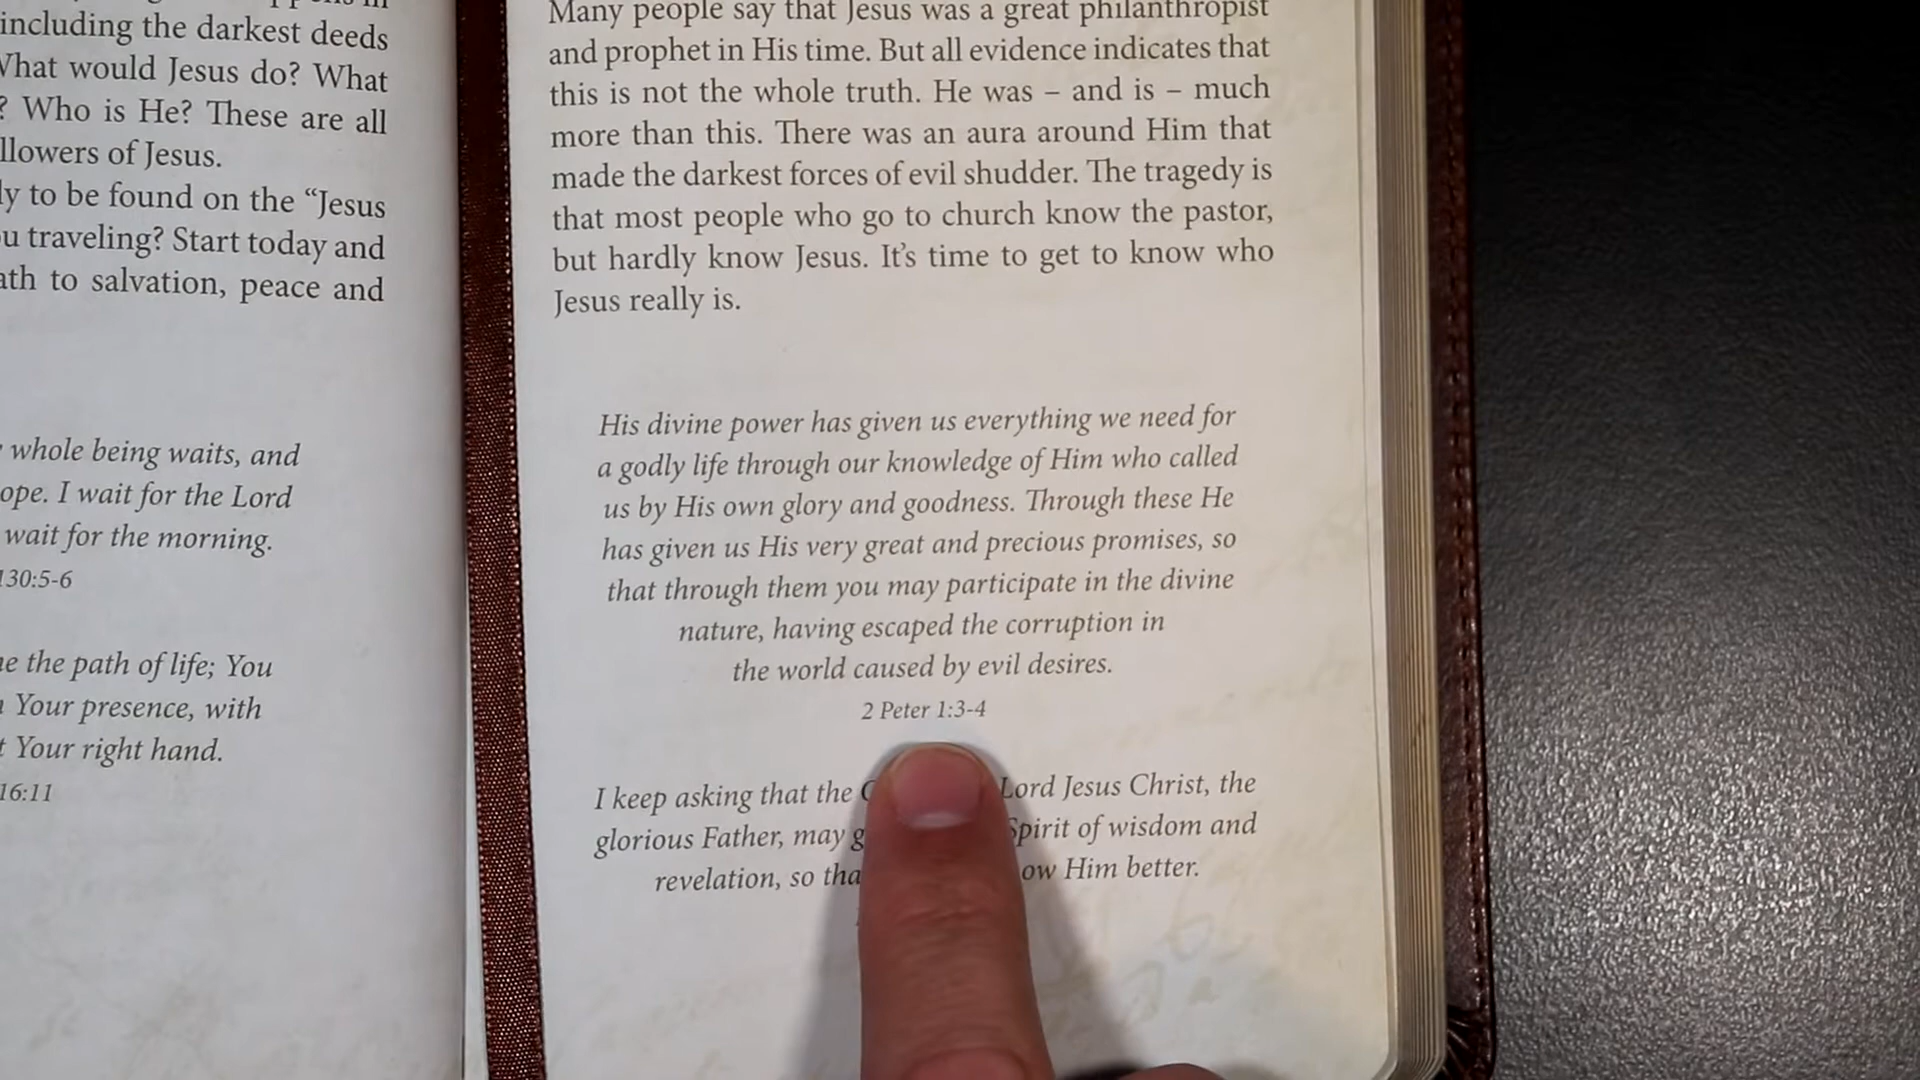 including the darkest deeds
What would Jesus do? What
? Who is He? These are all
llowers of Jesus.
ly to be found on the “Jesus
u traveling? Start today and
ath to salvation, peace and
whole being waits, and
ope. I wait for the Lord
wait for the morning.
130:5-6
e the path of life; You
Your presence, with
t Your right hand.
16:11
Many people say that Jesus was a great philanthropist
and prophet in His time. But all evidence indicates that
this is not the whole truth. He was – and is – much
more than this. There was an aura around Him that
made the darkest forces of evil shudder. The tragedy is
that most people who go to church know the pastor,
but hardly know Jesus. It’s time to get to know who
Jesus really is.
His divine power has given us everything we need for
a godly life through our knowledge of Him who called
us by His own glory and goodness. Through these He
has given us His very great and precious promises, so
that through them you may participate in the divine
nature, having escaped the corruption in
the world caused by evil desires.
2 Peter 1:3-4
I keep asking that the Lord Jesus Christ, the
glorious Father, may g Spirit of wisdom and
revelation, so tha ow Him better.